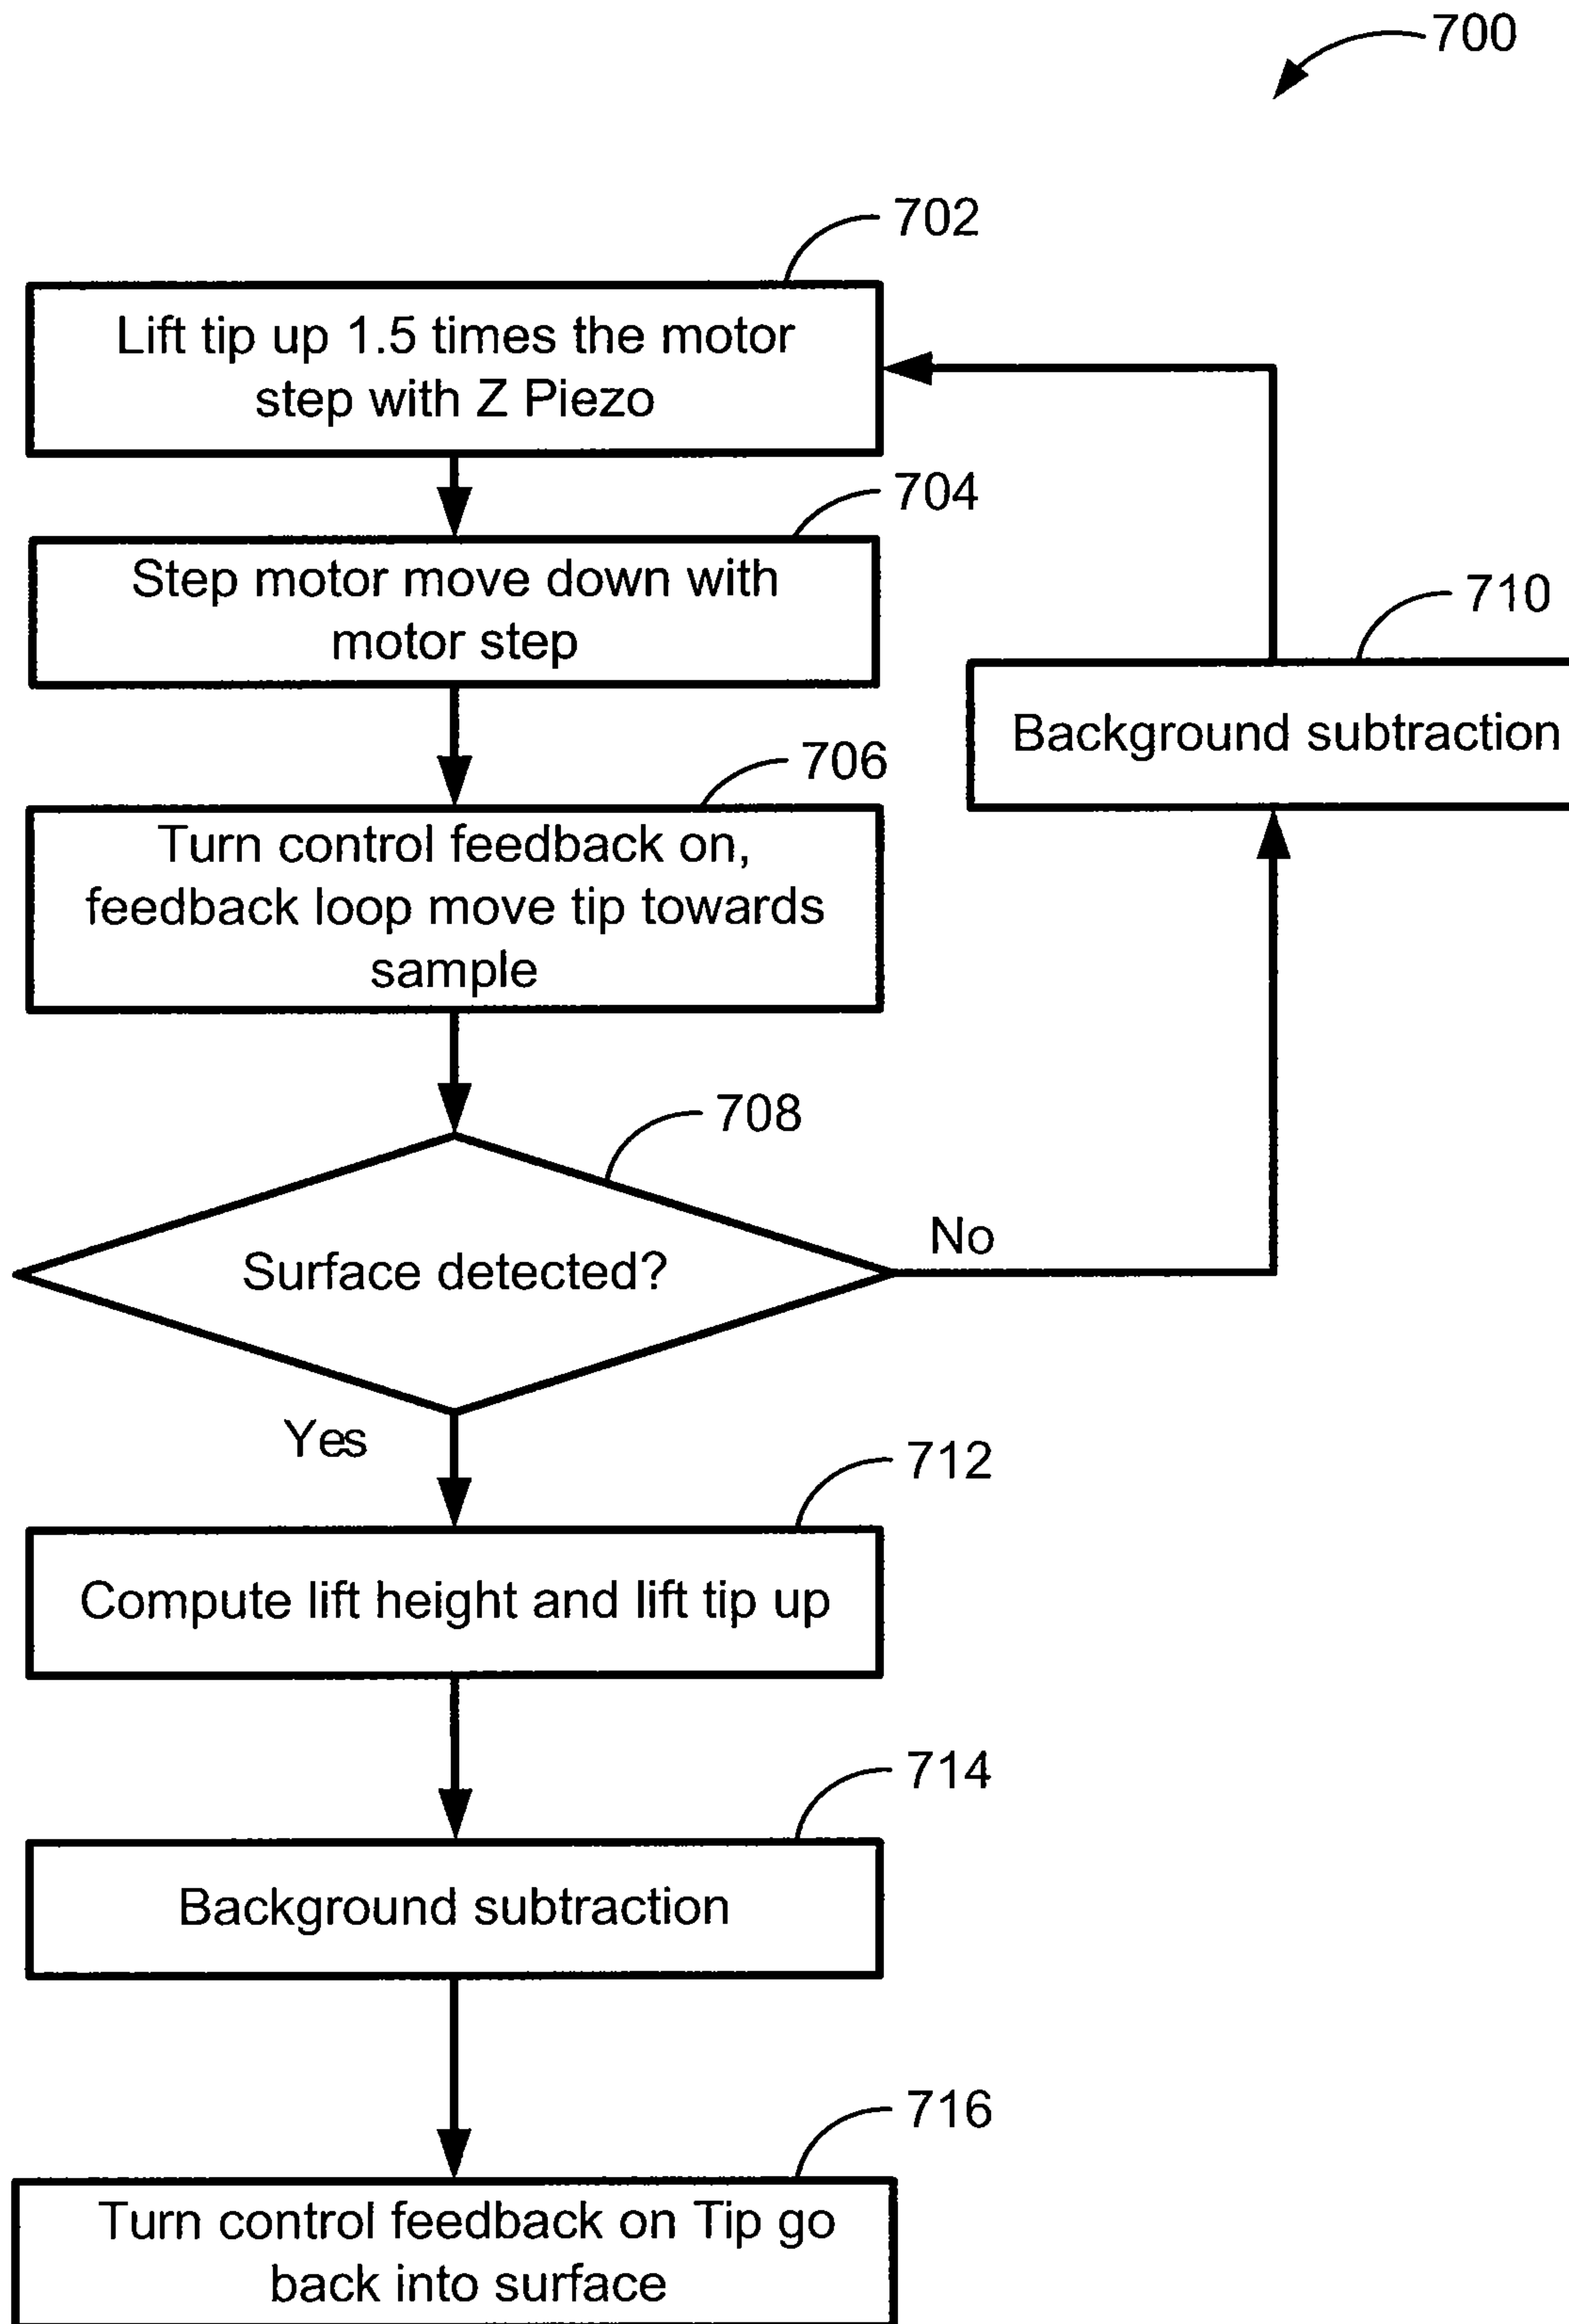 700
702
Lift tip up 1.5 times the motor
step with Z Piezo
704
Step motor move down with
motor step
710
Background subtraction
706
Turn control feedback on,
feedback loop move tip towards
sample
708
Surface detected?
No
Yes
712
Compute lift height and lift tip up
714
Background subtraction
716
Turn control feedback on Tip go
back into surface